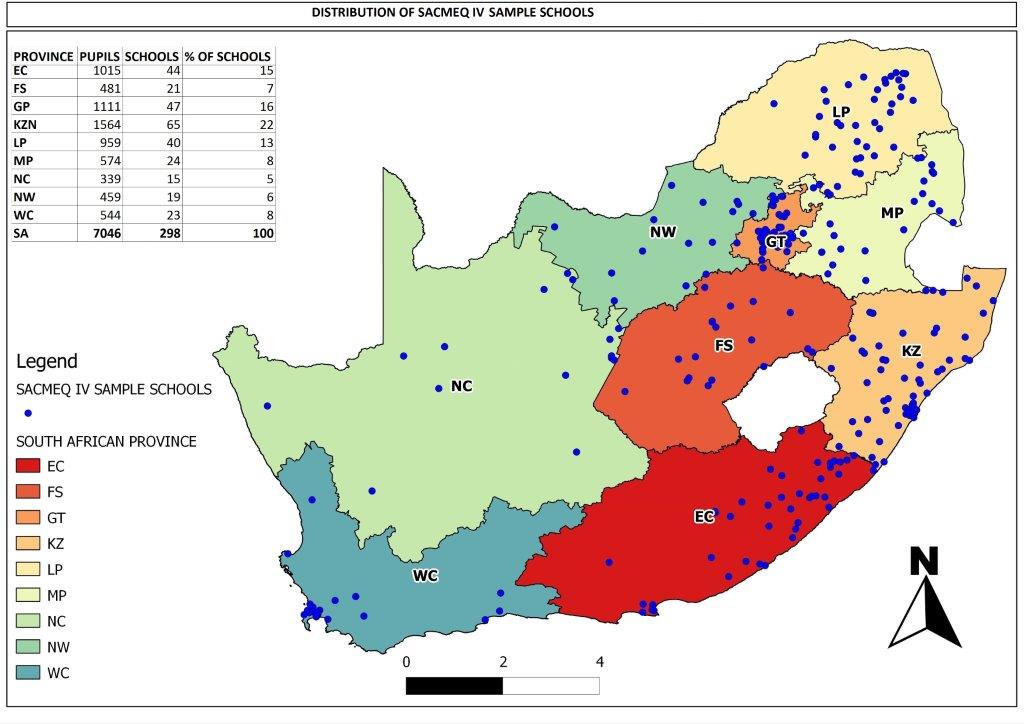 DISTRIBUTION OF SACMEQ IV SAMPLE SCHOOLS
PROVINCE PUPILS SCHOOLS % OF SCHOOLS
EC 1015 44 15
FS 481 21 7
GP 1111 47 16
KZN 1564 65 22
LP 959 40 13
MP 574 24 8
NC 339 15 5
NW 459 19 6
WC 544 23 8
SA 7046 298 100
LP
MP
NW
GT
FS
KZ
NC
EC
WC
Legend
SACMEQ IV SAMPLE SCHOOLS
SOUTH AFRICAN PROVINCE
EC
FS
GT
KZ
LP
MP
NC
NW
WC
N
0 2 4